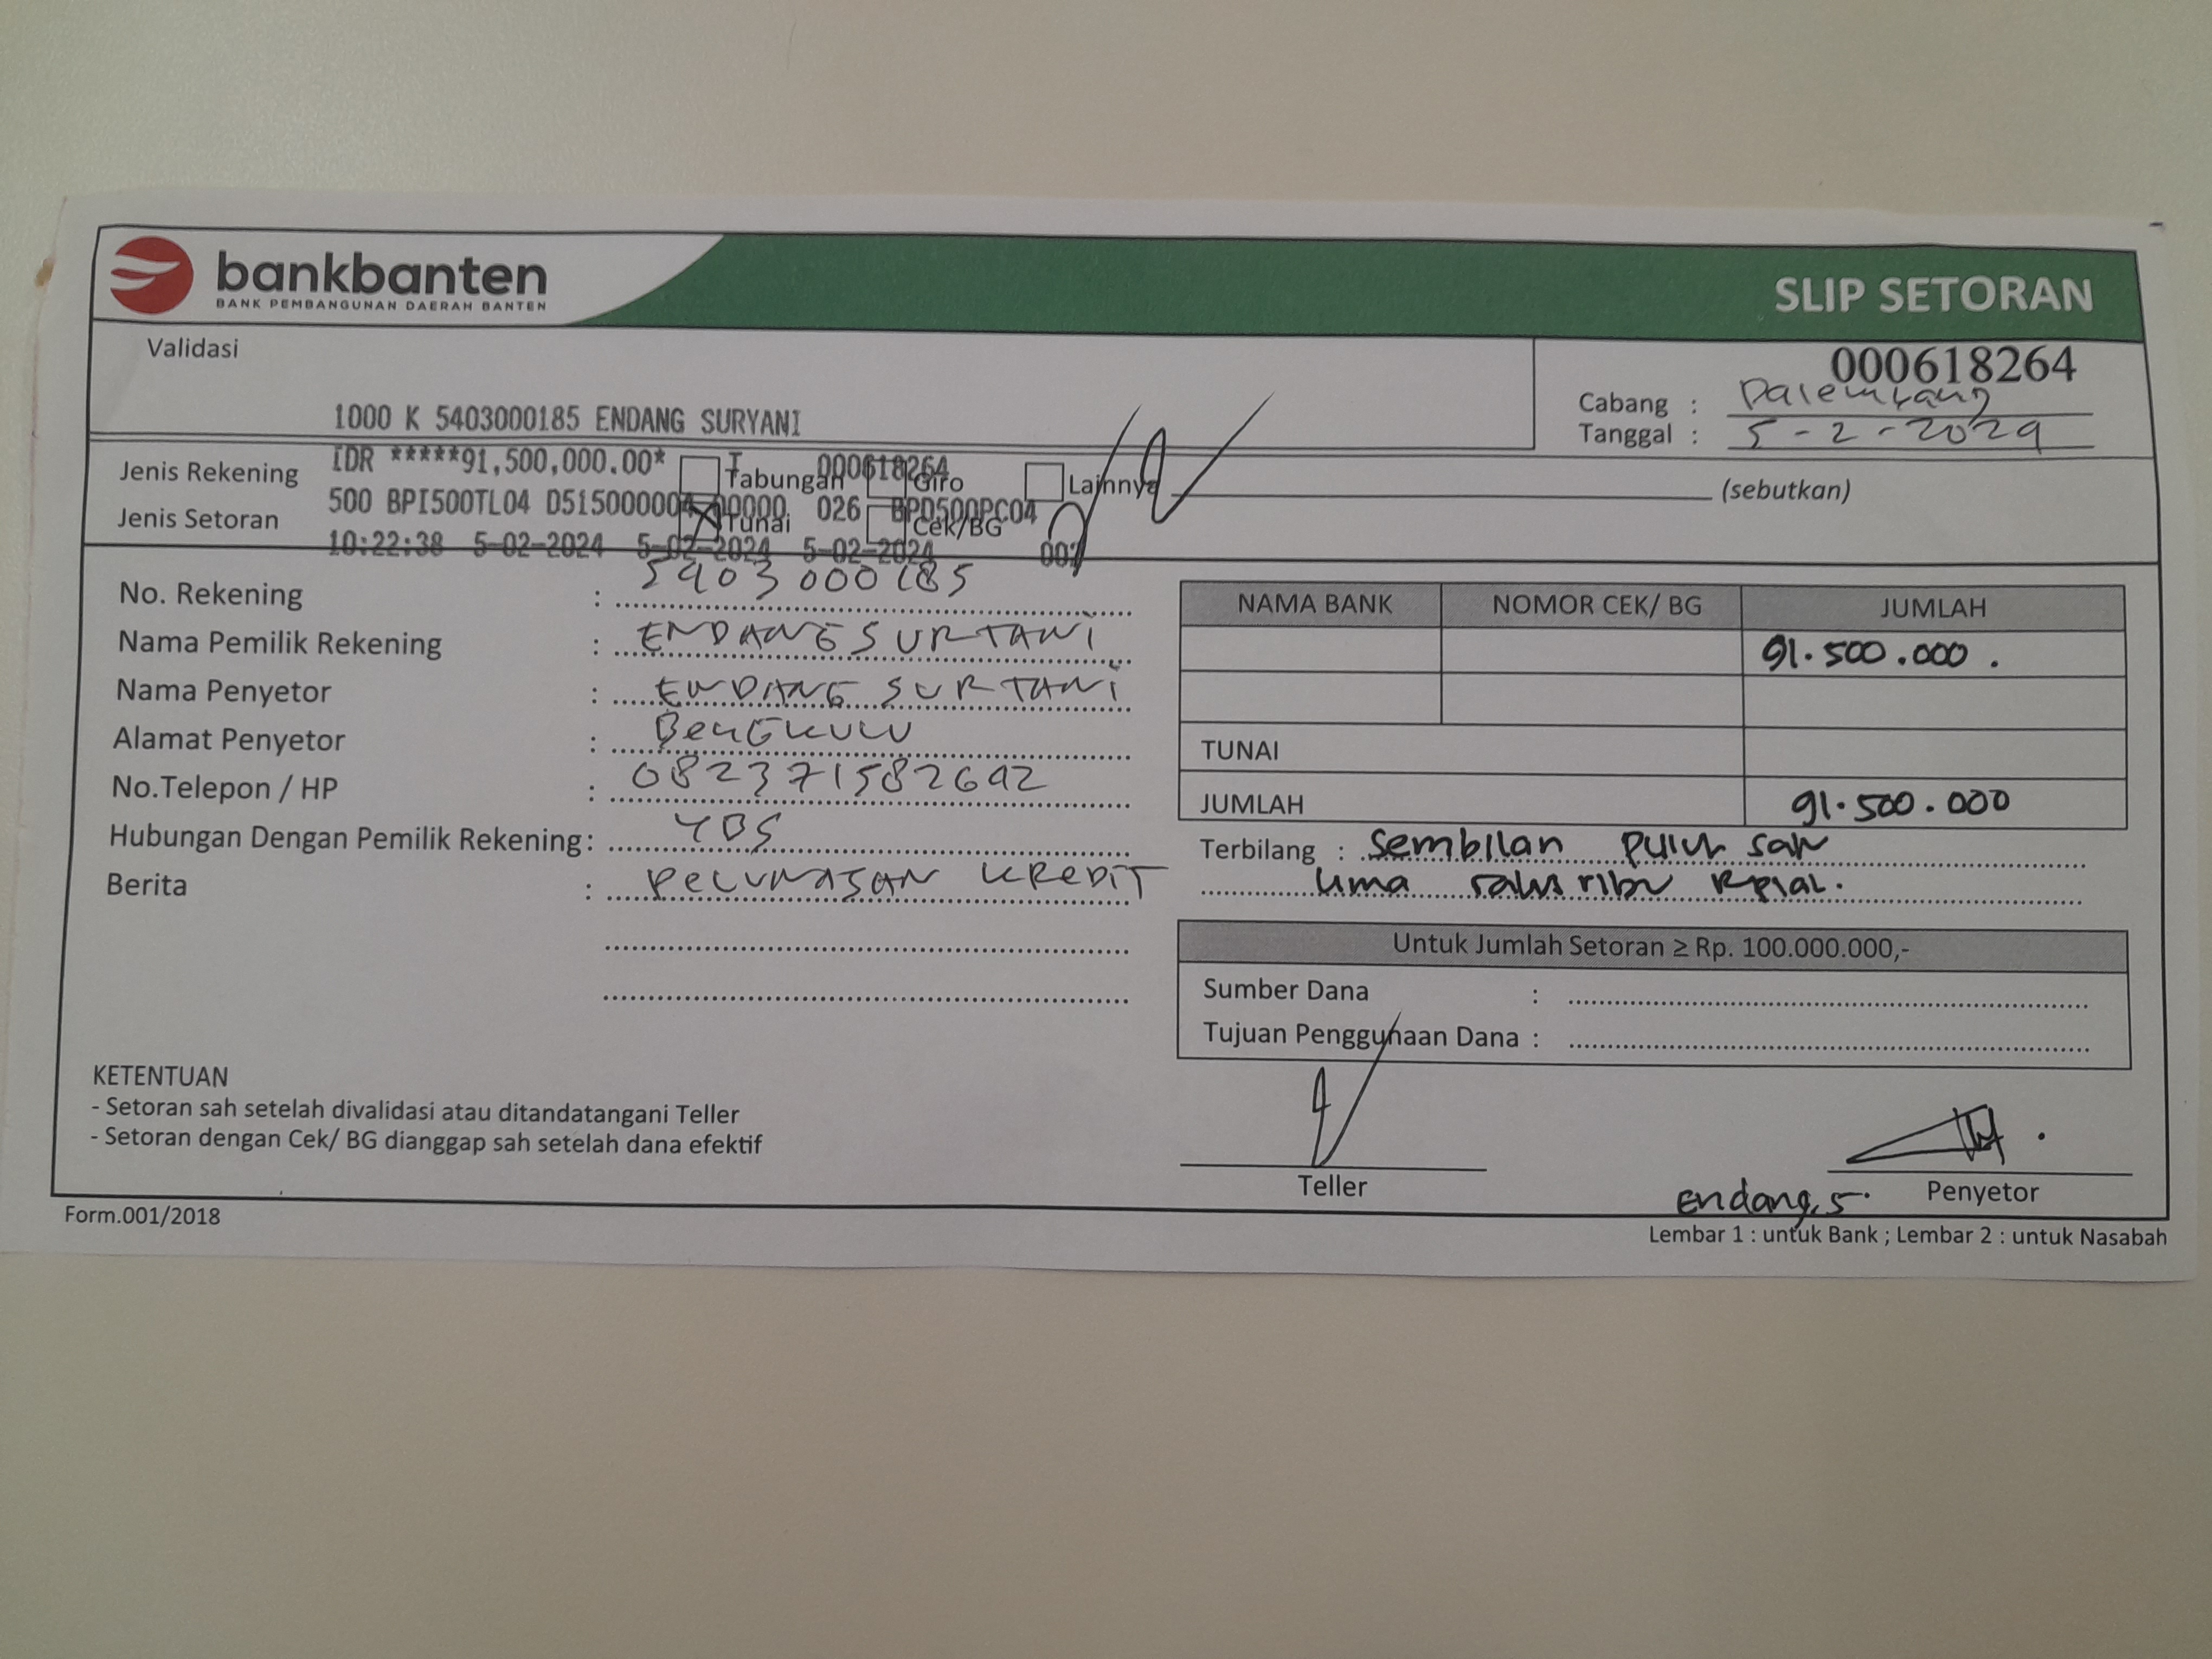 bankbanten
BANK PEMBANGUNAN DAERAH BANTEN
SLIP SETORAN
Validasi
000618264
Cabang : Palembang
Tanggal : 5-2-2024
1000 K 5403000185 ENDANG SURYANI
IDR *****91,500,000.00* T 000618264
Jenis Rekening Tabungan Giro Lainnya (sebutkan)
500 BPI500TL04 D515000004 00000 026 BPD500PC04
Jenis Setoran Tunai Cek/BG
10:22:38 5-02-2024 5-02-2024 5-02-2024 002
No. Rekening : 5403000185
Nama Pemilik Rekening : ENDANG SURYANI
Nama Penyetor : ENDANG SURYANI
Alamat Penyetor : BENGKULU
No.Telepon / HP : 082371582642
Hubungan Dengan Pemilik Rekening: YBS
Berita : PELUNASAN KREDIT
NAMA BANK NOMOR CEK/ BG JUMLAH
91.500.000.
TUNAI
JUMLAH 91.500.000
Terbilang : Sembilan puluh satu
lima ratus ribu
Untuk Jumlah Setoran ≥ Rp. 100.000.000,-
Sumber Dana :
Tujuan Penggunaan Dana :
KETENTUAN
- Setoran sah setelah divalidasi atau ditandatangani Teller
- Setoran dengan Cek/ BG dianggap sah setelah dana efektif
Teller
Endang.S. Penyetor
Form.001/2018
Lembar 1 : untuk Bank ; Lembar 2 : untuk Nasabah